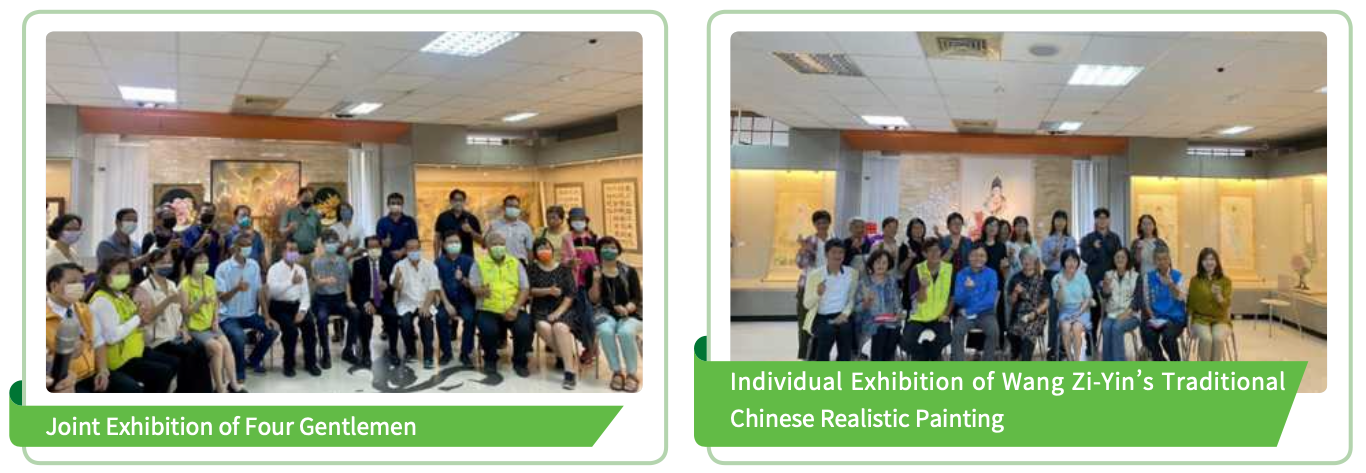 Joint Exhibition of Four Gentlemen
Individual Exhibition of Wang Zi-Yin’s Traditional
Chinese Realistic Painting